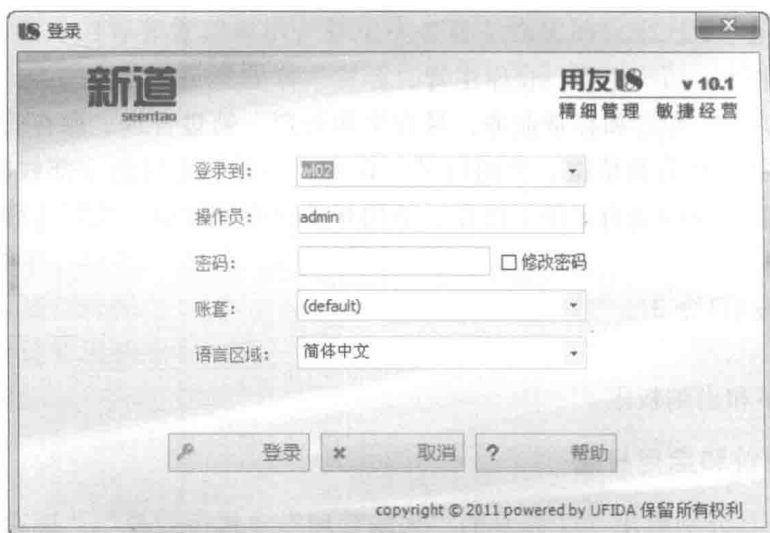 U8 登录
新道
seentao
用友U8 v 10.1
精细管理 敏捷经营
登录到: wl02
操作员: admin
密码: 修改密码
账套: (default)
语言区域: 简体中文
登录 × 取消 ? 帮助
copyright © 2011 powered by UFIDA 保留所有权利